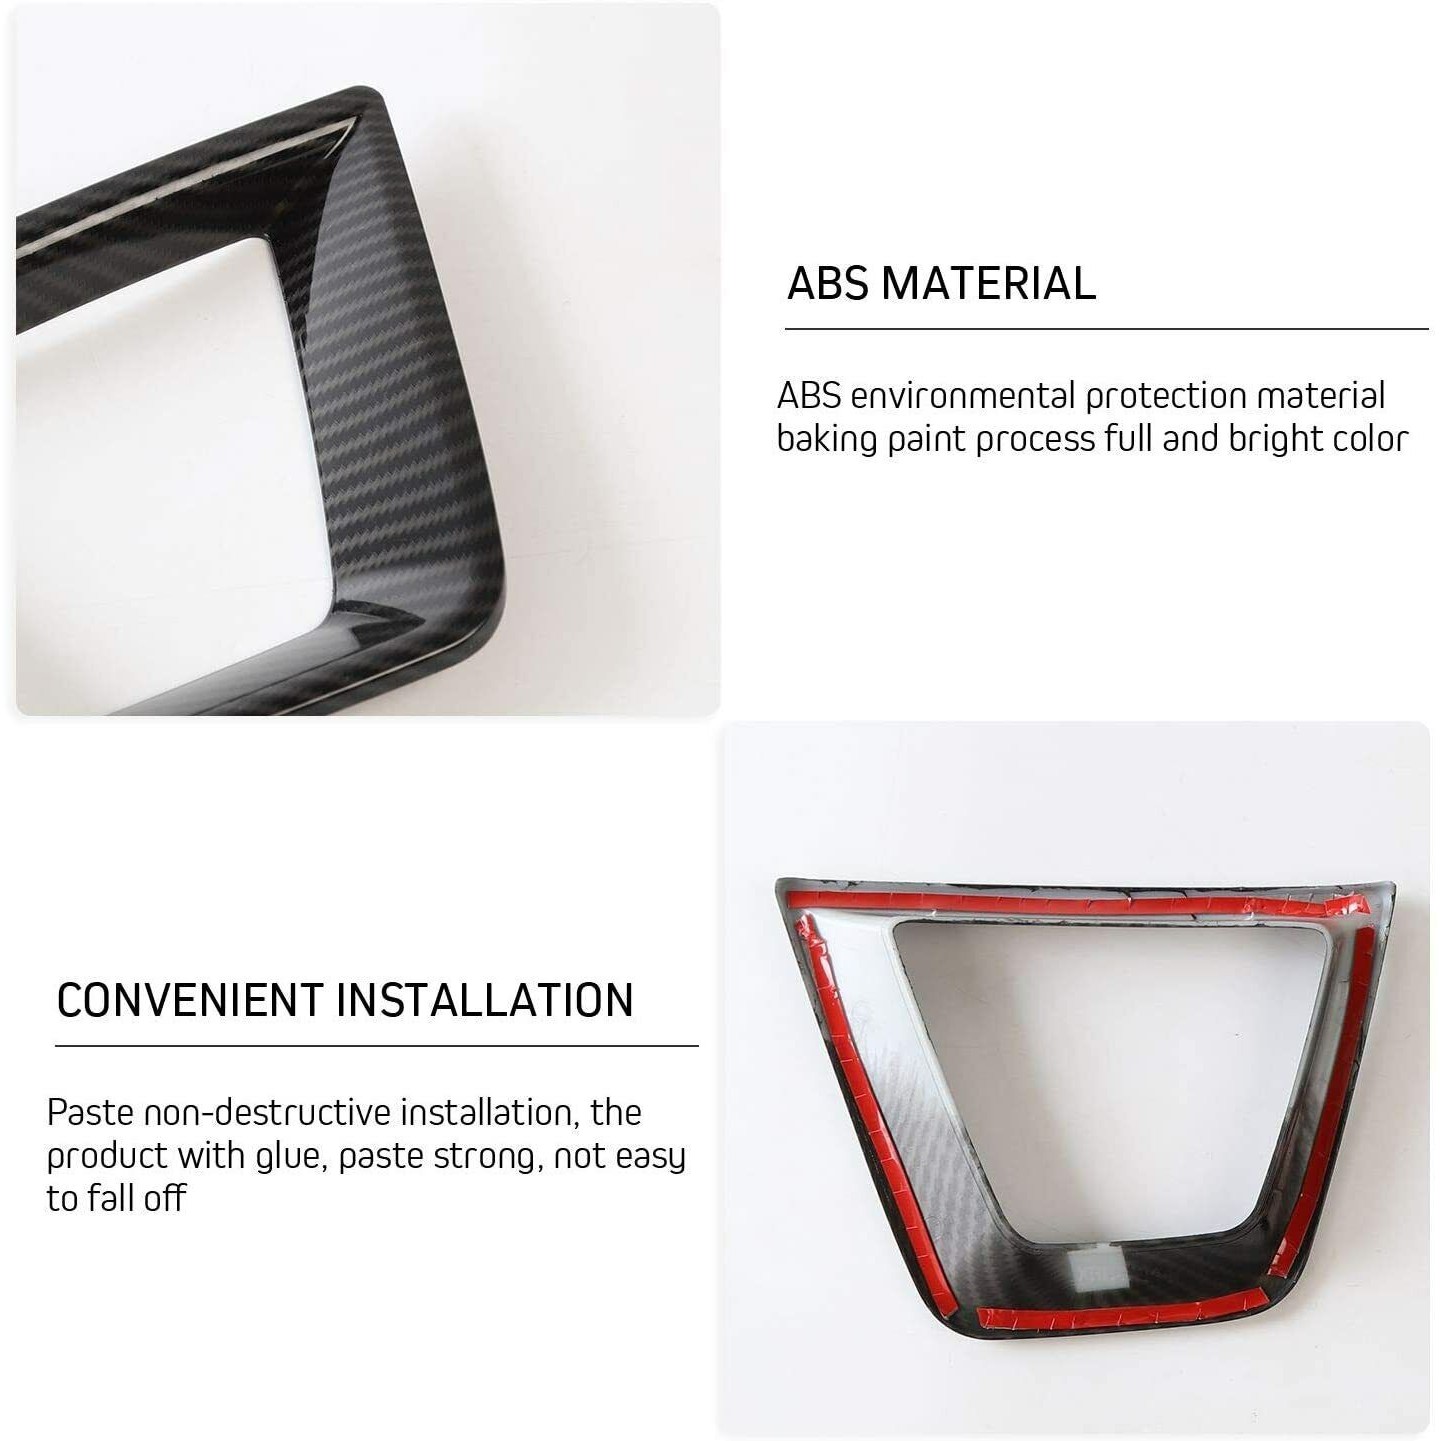 ABS MATERIAL
ABS environmental protection material
baking paint process full and bright color
CONVENIENT INSTALLATION
Paste non-destructive installation, the
product with glue, paste strong, not easy
to fall off